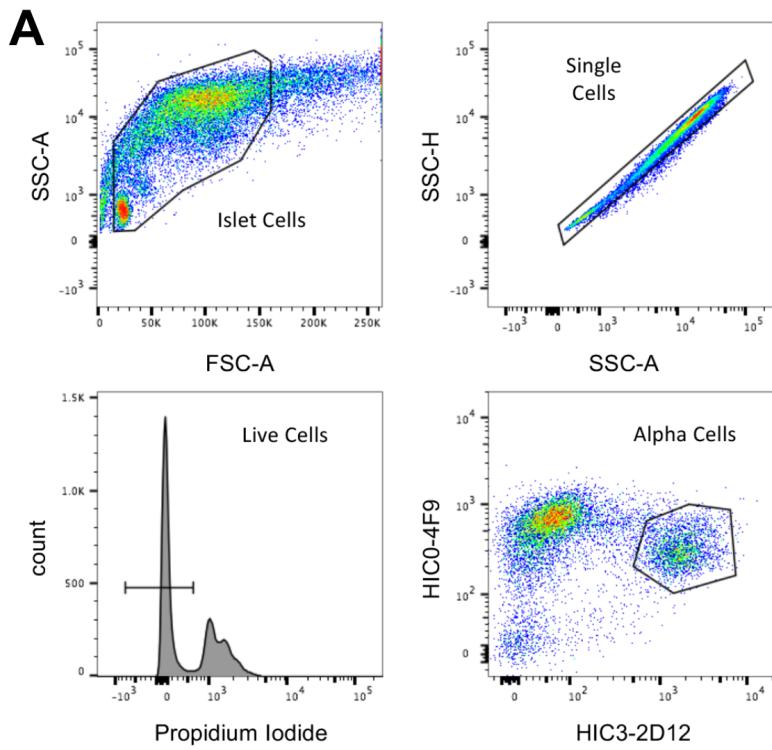 A
SSC-A
10⁵
10⁴
10³
0
-10³
Islet Cells
0 50K 100K 150K 200K 250K
FSC-A
SSC-H
10⁵
10⁴
10³
0
-10³
Single
Cells
-10³ 0 10³ 10⁴ 10⁵
SSC-A
count
1.5K
1.0K
500
0
Live Cells
-10³ 0 10³ 10⁴ 10⁵
Propidium Iodide
HIC0-4F9
10⁴
10³
10²
0
Alpha Cells
0 10² 10³ 10⁴
HIC3-2D12